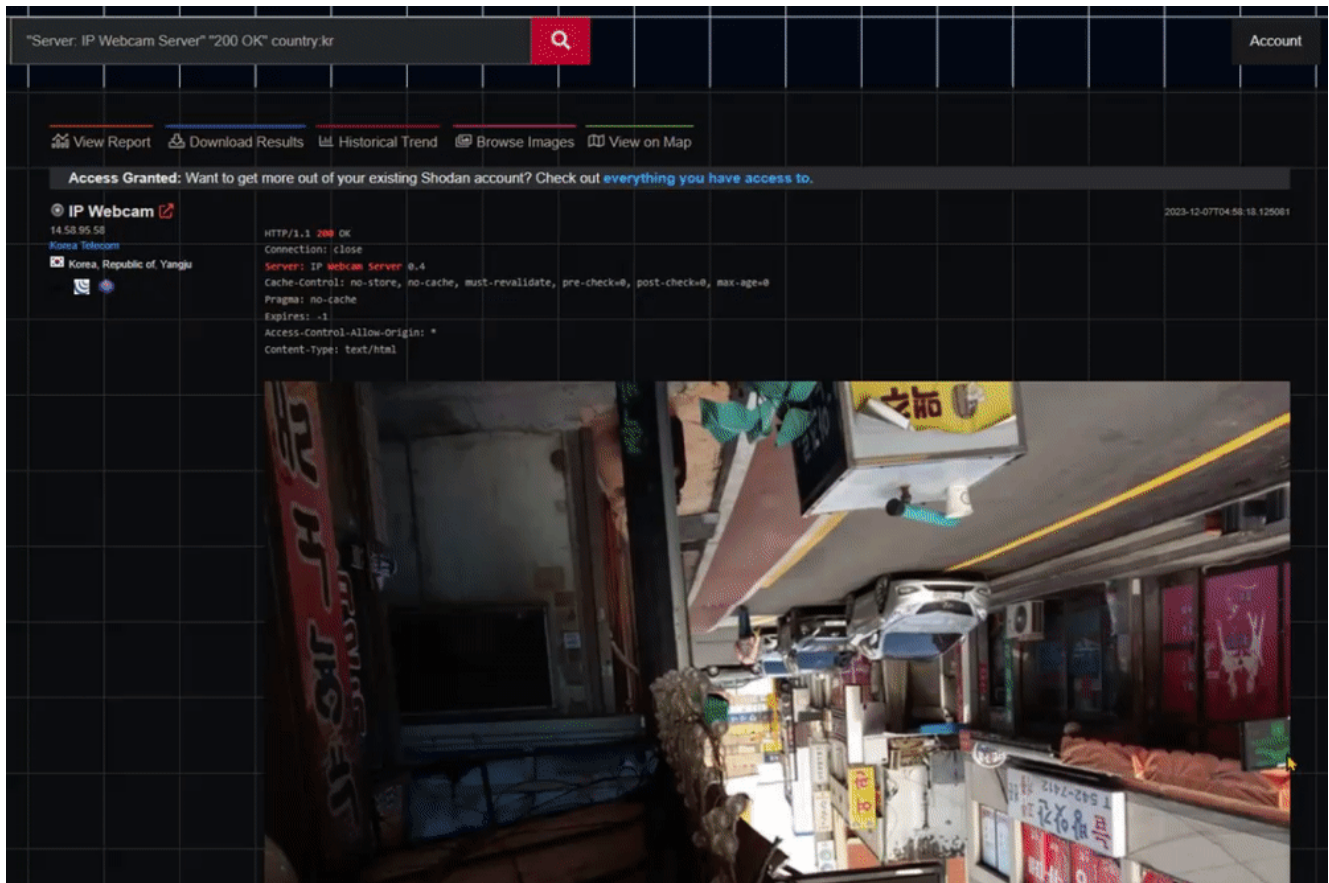 "Server: IP Webcam Server" "200 OK" country:kr
Account
View Report
Download Results
Historical Trend
Browse Images
View on Map
Access Granted: Want to get more out of your existing Shodan account? Check out everything you have access to.
IP Webcam
2023-12-07T04:58:18.125081
14.58.95.58
Korea Telecom
Korea, Republic of, Yangju
HTTP/1.1 200 OK
Connection: close
Server: IP Webcam Server 0.4
Cache-Control: no-store, no-cache, must-revalidate, pre-check=0, post-check=0, max-age=0
Pragma: no-cache
Expires: -1
Access-Control-Allow-Origin: *
Content-Type: text/html
방앗간
T.542-7412